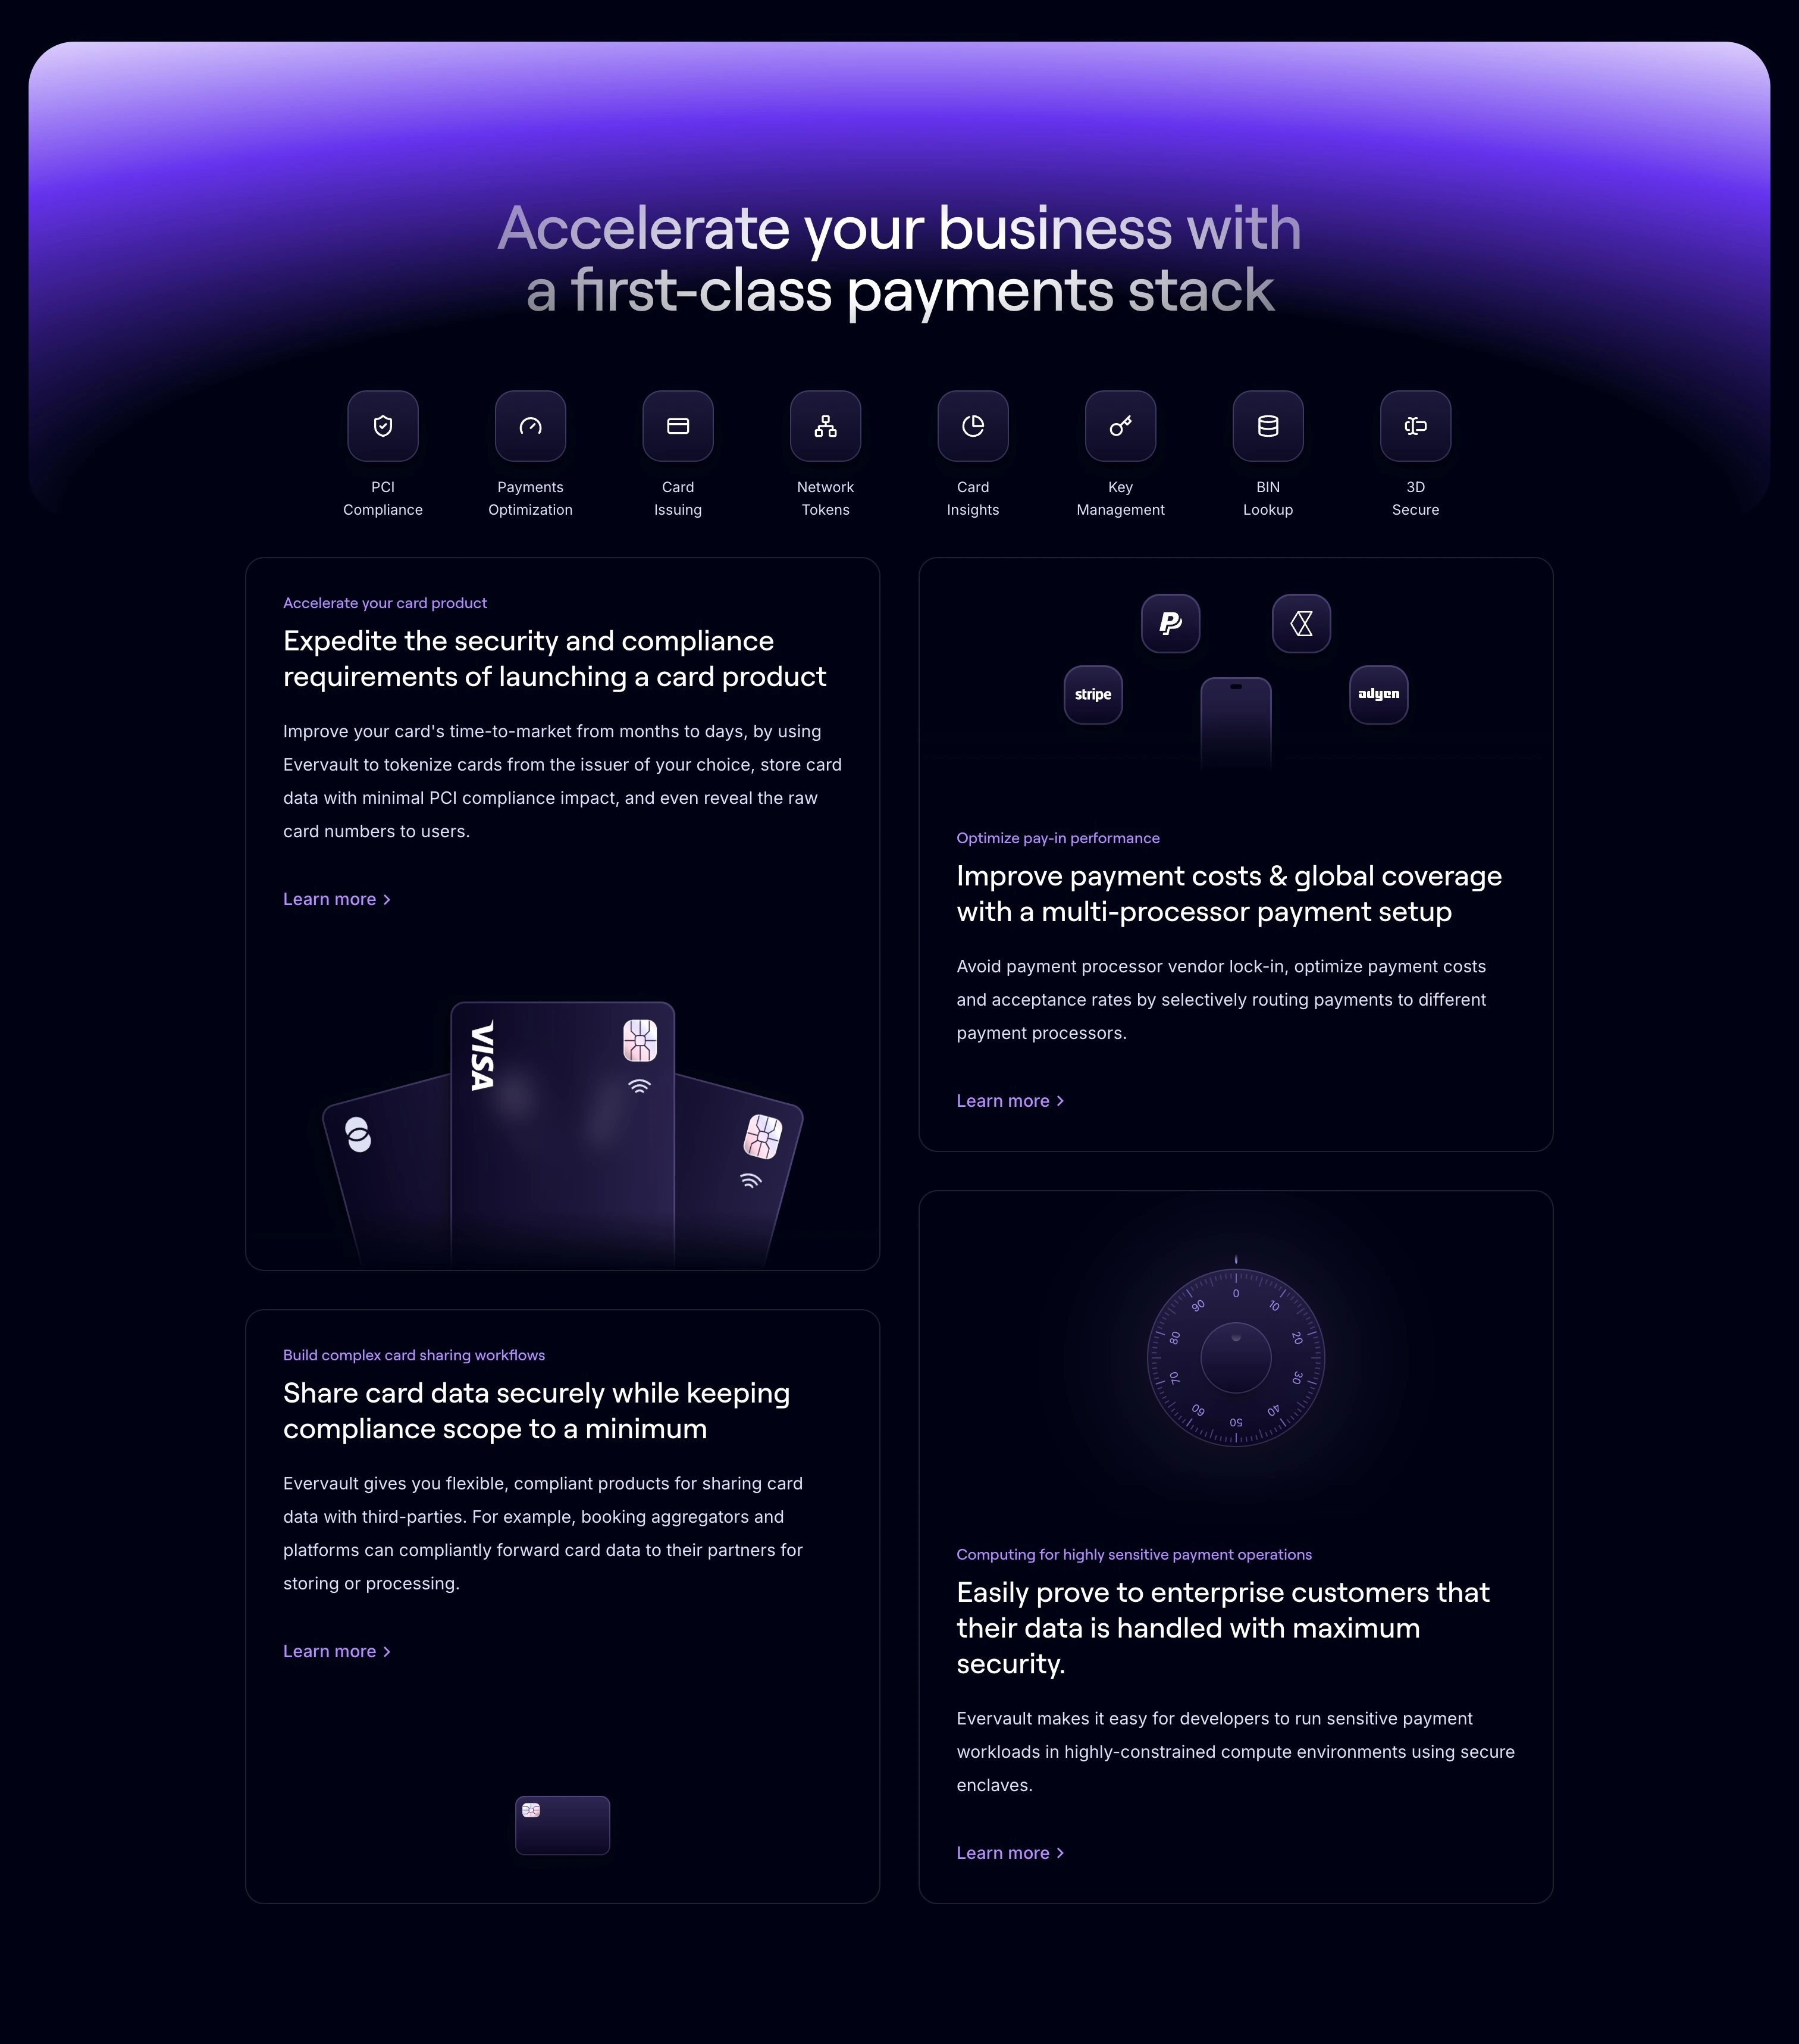 Accelerate your business with
a first-class payments stack
PCI
Compliance
Payments
Optimization
Card
Issuing
Network
Tokens
Card
Insights
Key
Management
BIN
Lookup
3D
Secure
Accelerate your card product
Expedite the security and compliance
requirements of launching a card product
Improve your card's time-to-market from months to days, by using
Evervault to tokenize cards from the issuer of your choice, store card
data with minimal PCI compliance impact, and even reveal the raw
card numbers to users.
Learn more
VISA
Build complex card sharing workflows
Share card data securely while keeping
compliance scope to a minimum
Evervault gives you flexible, compliant products for sharing card
data with third-parties. For example, booking aggregators and
platforms can compliantly forward card data to their partners for
storing or processing.
Learn more
stripe
adyen
Optimize pay-in performance
Improve payment costs & global coverage
with a multi-processor payment setup
Avoid payment processor vendor lock-in, optimize payment costs
and acceptance rates by selectively routing payments to different
payment processors.
Learn more
0
10
20
30
40
50
60
70
80
90
Computing for highly sensitive payment operations
Easily prove to enterprise customers that
their data is handled with maximum
security.
Evervault makes it easy for developers to run sensitive payment
workloads in highly-constrained compute environments using secure
enclaves.
Learn more